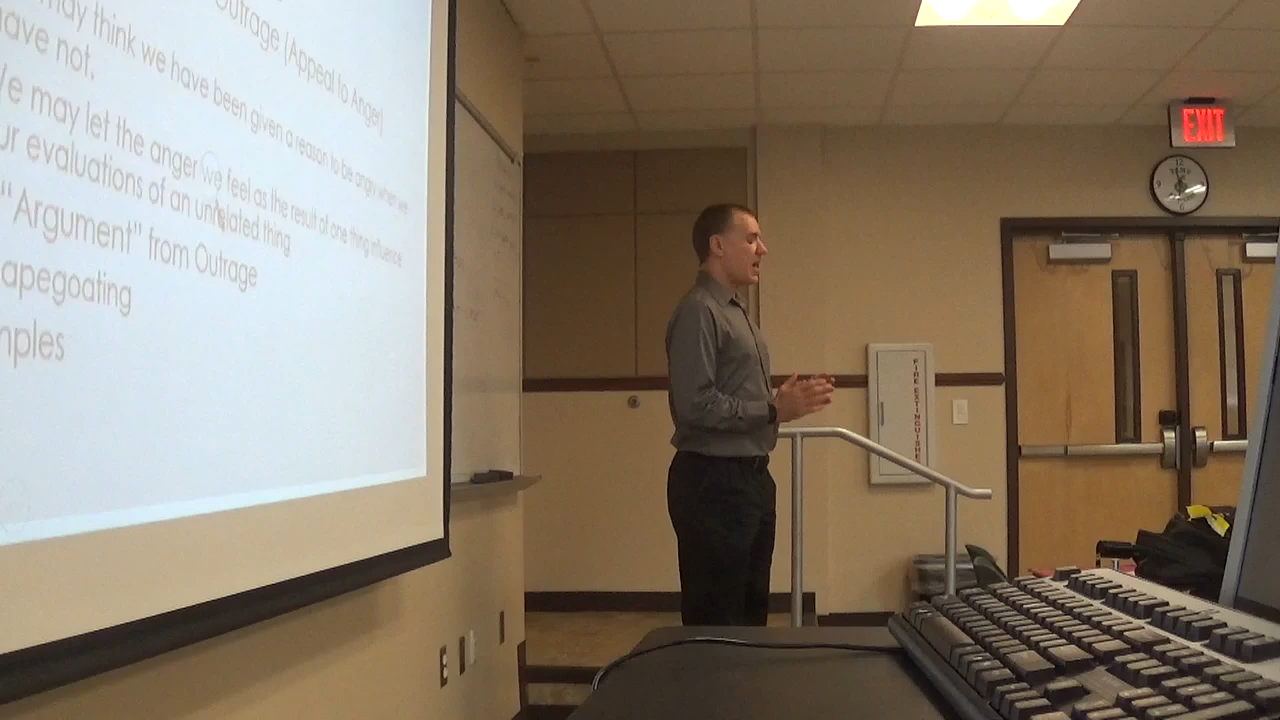 Outrage (Appeal to Anger)
may think we have been given a reason to be angry when we
have not.
We may let the anger we feel as the result of one thing influence
ur evaluations of an unrelated thing
"Argument" from Outrage
apegoating
mples
EXIT
12
FIRE EXTINGUISHE